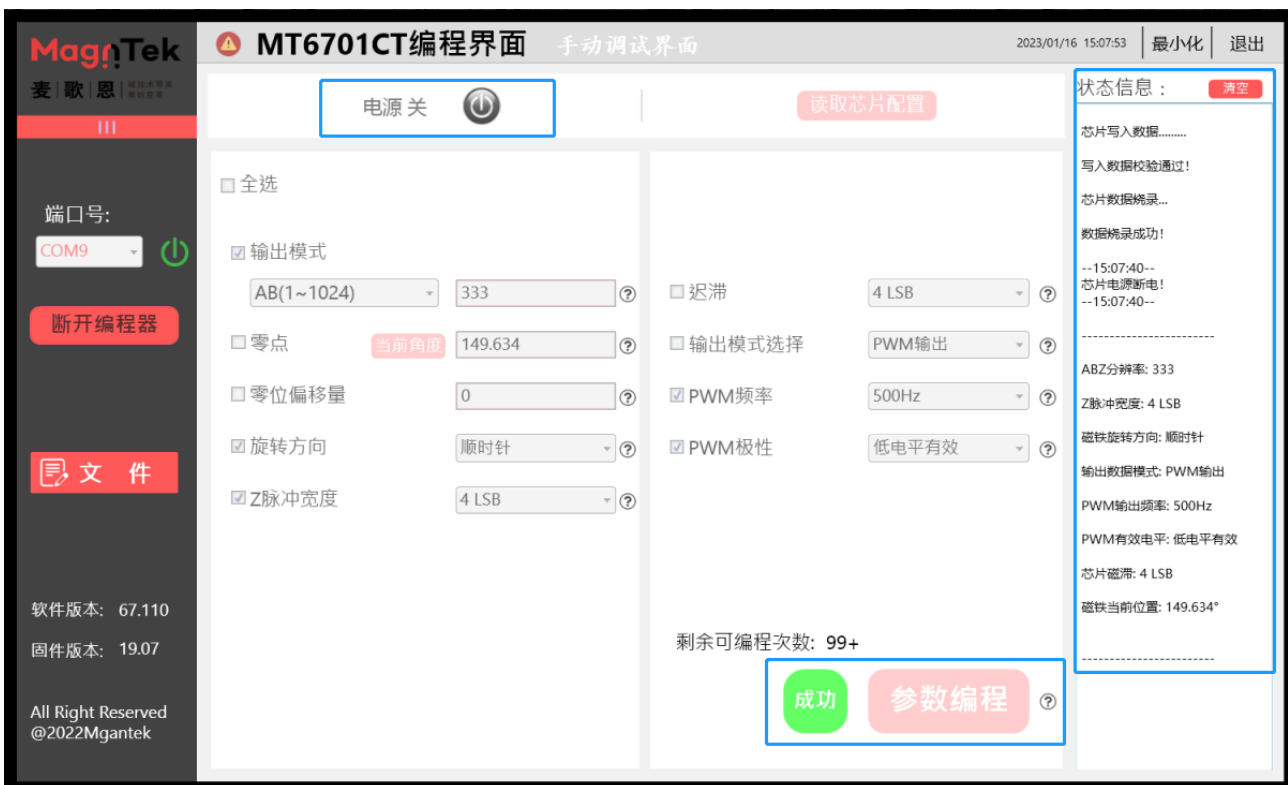 MagnTek
麦歌恩
MT6701CT编程界面
手动调试界面
2023/01/16 15:07:53
最小化
退出
电源 关
读取芯片配置
状态信息：
清空
端口号:
COM9
断开编程器
文 件
软件版本: 67.110
固件版本: 19.07
All Right Reserved
@2022Mgantek
全选
输出模式
AB(1~1024)
333
零点
当前角度
149.634
零位偏移量
0
旋转方向
顺时针
Z脉冲宽度
4 LSB
迟滞
4 LSB
输出模式选择
PWM输出
PWM频率
500Hz
PWM极性
低电平有效
剩余可编程次数: 99+
成功
参数编程
芯片写入数据.........
写入数据校验通过!
芯片数据烧录...
数据烧录成功!
--15:07:40--
芯片电源断电!
--15:07:40--
------------------------
ABZ分辨率: 333
Z脉冲宽度: 4 LSB
磁铁旋转方向: 顺时针
输出数据模式: PWM输出
PWM输出频率: 500Hz
PWM有效电平: 低电平有效
芯片磁滞: 4 LSB
磁铁当前位置: 149.634°
------------------------